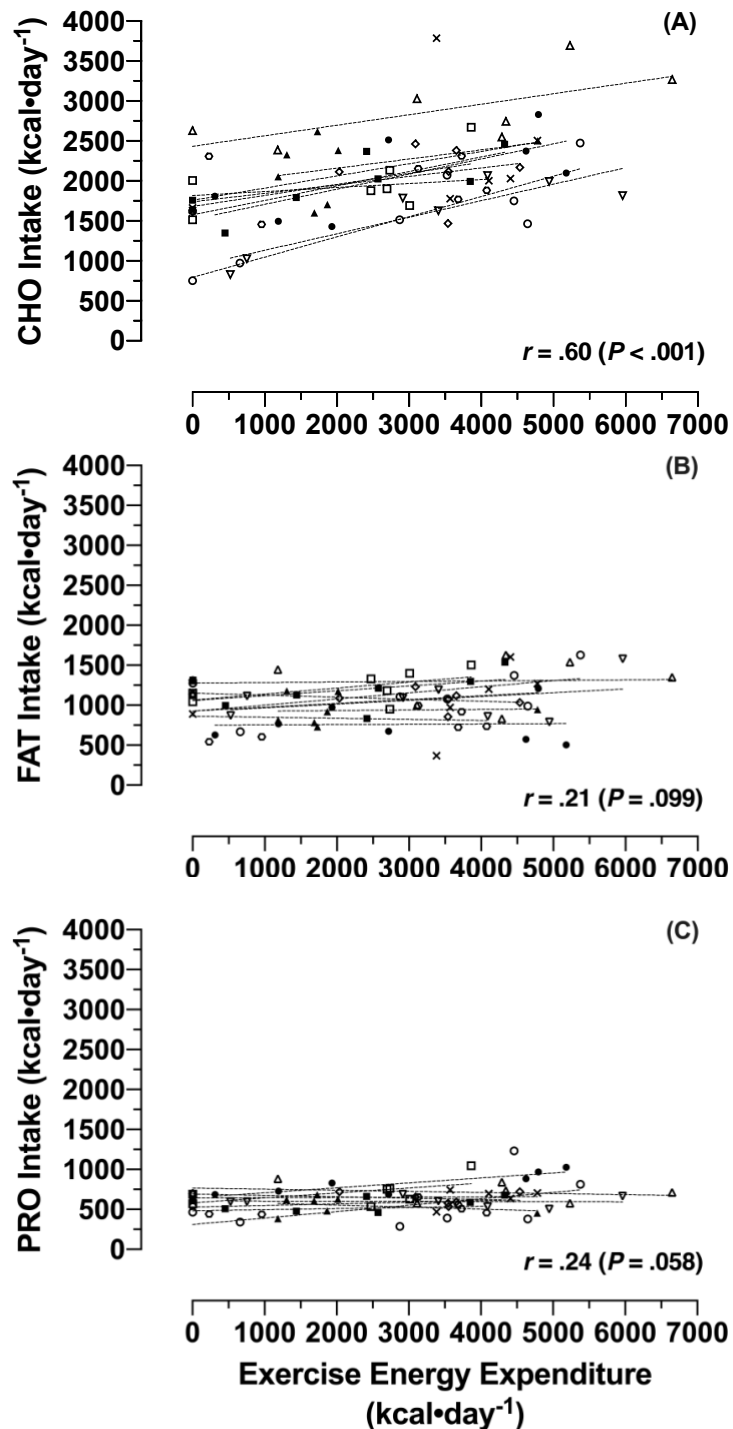 (A)
CHO Intake (kcal•day-1)
4000
3500
3000
2500
2000
1500
1000
500
0
r = .60 (P < .001)
0 1000 2000 3000 4000 5000 6000 7000
(B)
FAT Intake (kcal•day-1)
4000
3500
3000
2500
2000
1500
1000
500
0
r = .21 (P = .099)
0 1000 2000 3000 4000 5000 6000 7000
(C)
PRO Intake (kcal•day-1)
4000
3500
3000
2500
2000
1500
1000
500
0
r = .24 (P = .058)
0 1000 2000 3000 4000 5000 6000 7000
Exercise Energy Expenditure
(kcal•day-1)